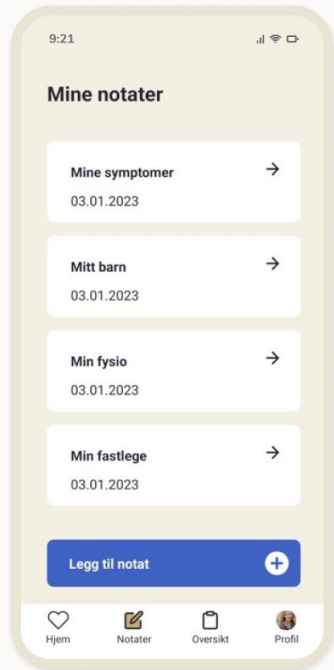 9:21
Mine notater
Mine symptomer
03.01.2023
Mitt barn
03.01.2023
Min fysio
03.01.2023
Min fastlege
03.01.2023
Legg til notat
Hjem Notater Oversikt Profil